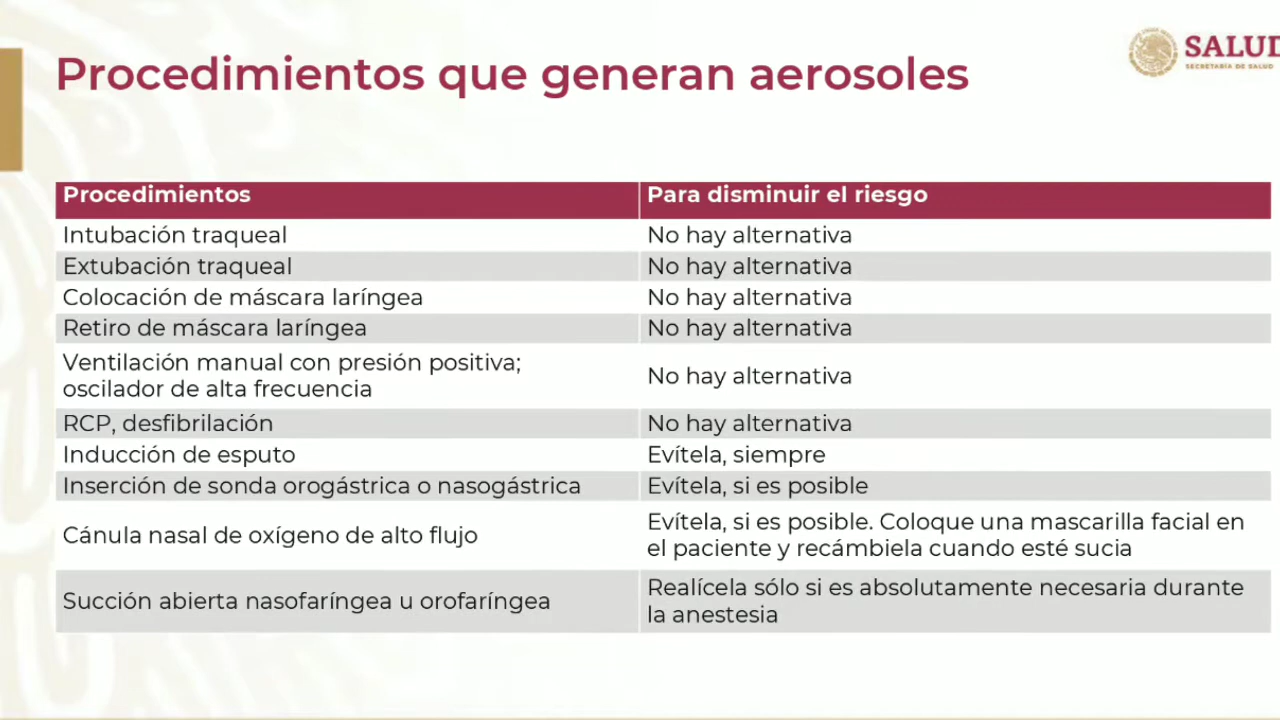 Procedimientos que generan aerosoles
SALUD
SECRETARÍA DE SALUD
Procedimientos Para disminuir el riesgo
Intubación traqueal No hay alternativa
Extubación traqueal No hay alternativa
Colocación de máscara laríngea No hay alternativa
Retiro de máscara laríngea No hay alternativa
Ventilación manual con presión positiva;
oscilador de alta frecuencia No hay alternativa
RCP, desfibrilación No hay alternativa
Inducción de esputo Evítela, siempre
Inserción de sonda orogástrica o nasogástrica Evítela, si es posible
Cánula nasal de oxígeno de alto flujo Evítela, si es posible. Coloque una mascarilla facial en
el paciente y recámbiela cuando esté sucia
Succión abierta nasofaríngea u orofaríngea Realícela sólo si es absolutamente necesaria durante
la anestesia